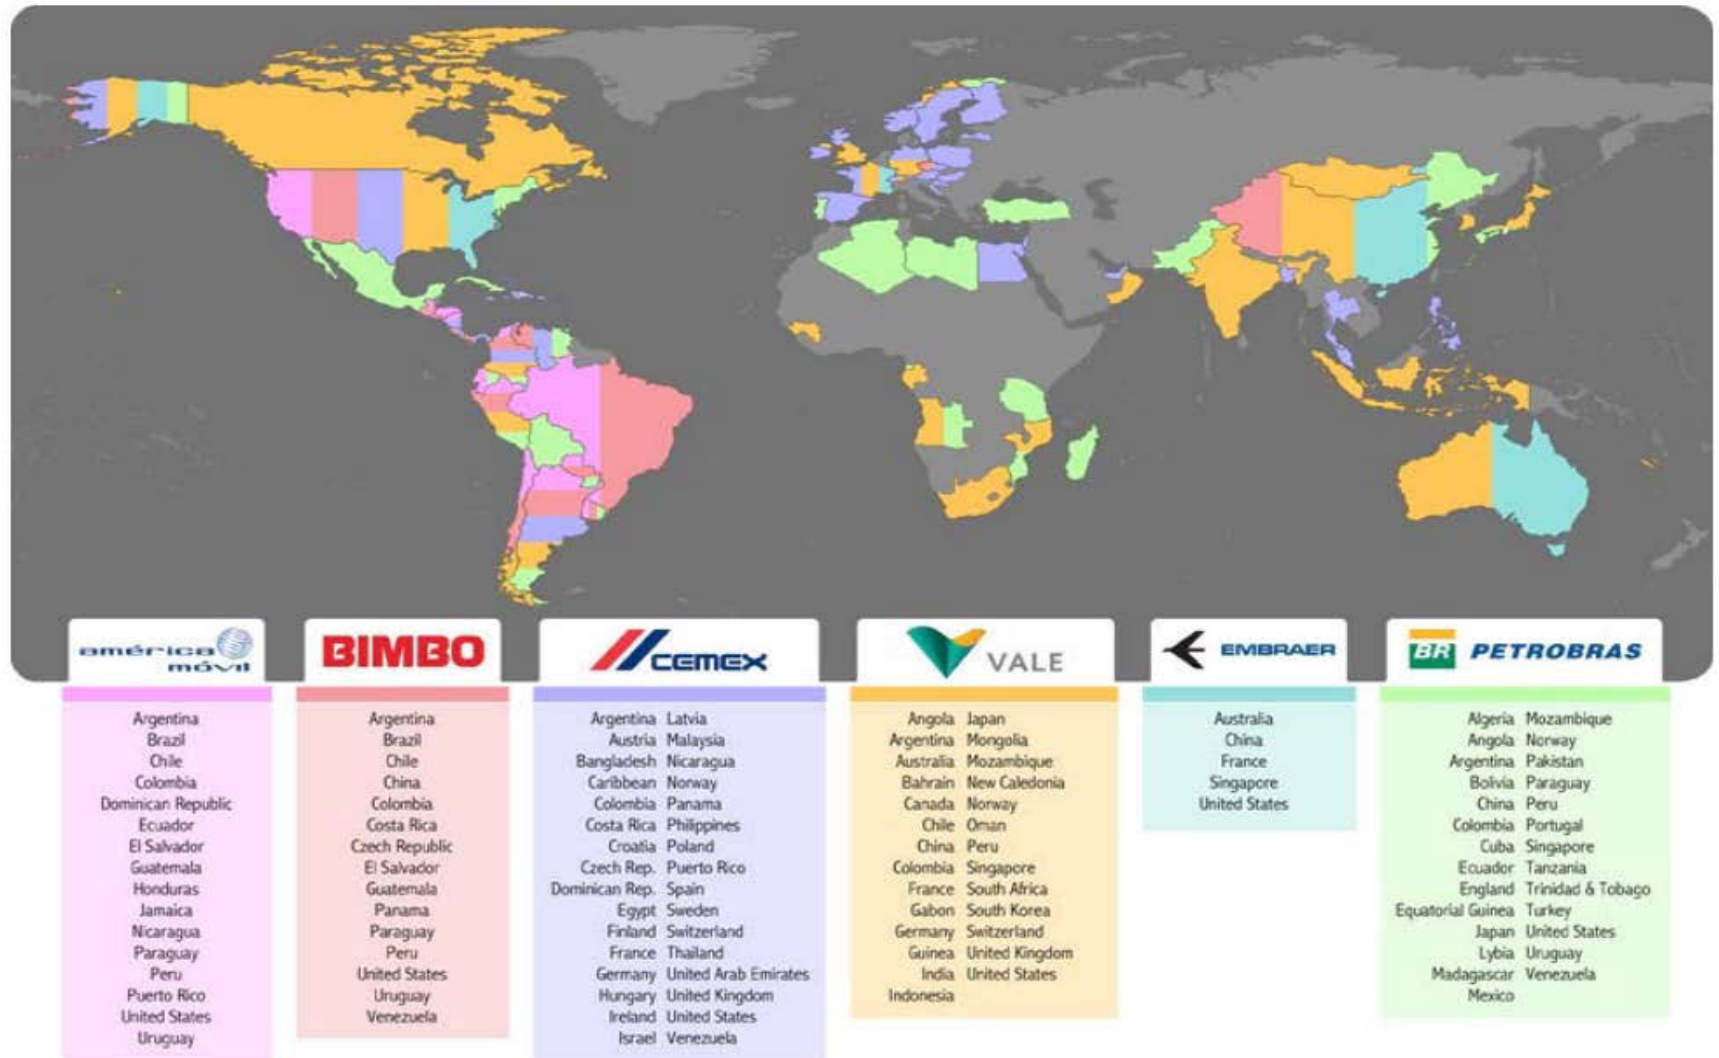 américa
móvil
BIMBO
CEMEX
VALE
EMBRAER
BR PETROBRAS
Argentina
Brazil
Chile
Colombia
Dominican Republic
Ecuador
El Salvador
Guatemala
Honduras
Jamaica
Nicaragua
Paraguay
Peru
Puerto Rico
United States
Uruguay
Argentina
Brazil
Chile
China
Colombia
Costa Rica
Czech Republic
El Salvador
Guatemala
Panama
Paraguay
Peru
United States
Uruguay
Venezuela
Argentina Latvia
Austria Malaysia
Bangladesh Nicaragua
Caribbean Norway
Colombia Panama
Costa Rica Philippines
Croatia Poland
Czech Rep. Puerto Rico
Dominican Rep. Spain
Egypt Sweden
Finland Switzerland
France Thailand
Germany United Arab Emirates
Hungary United Kingdom
Ireland United States
Israel Venezuela
Angola Japan
Argentina Mongolia
Australia Mozambique
Bahrain New Caledonia
Canada Norway
Chile Oman
China Peru
Colombia Singapore
France South Africa
Gabon South Korea
Germany Switzerland
Guinea United Kingdom
India United States
Indonesia
Australia
China
France
Singapore
United States
Algeria Mozambique
Angola Norway
Argentina Pakistan
Bolivia Paraguay
China Peru
Colombia Portugal
Cuba Singapore
Ecuador Tanzania
England Trinidad & Tobago
Equatorial Guinea Turkey
Japan United States
Lybia Uruguay
Madagascar Venezuela
Mexico